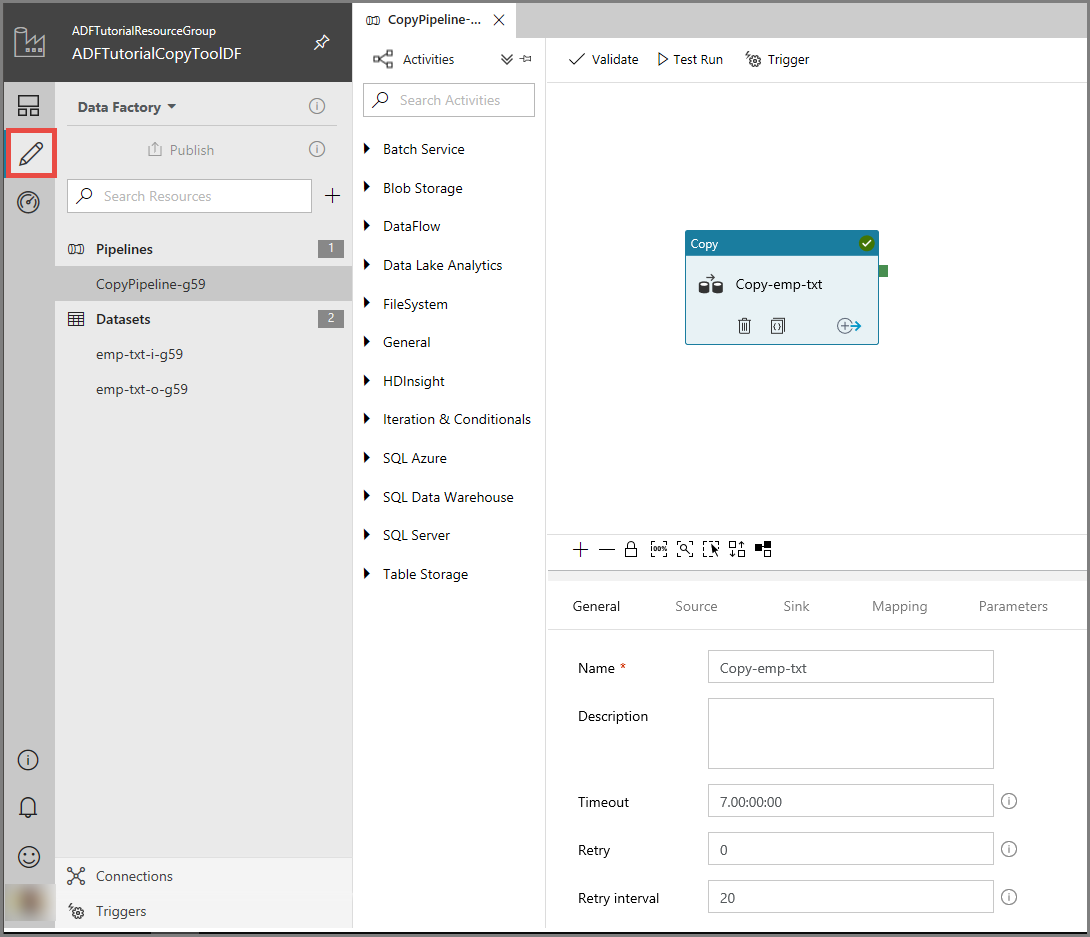 ADFTutorialResourceGroup
ADFTutorialCopyToolDF
Data Factory
Publish
Search Resources
Pipelines 1
CopyPipeline-g59
Datasets 2
emp-txt-i-g59
emp-txt-o-g59
Connections
Triggers
CopyPipeline-...
Activities
Search Activities
Batch Service
Blob Storage
DataFlow
Data Lake Analytics
FileSystem
General
HDInsight
Iteration & Conditionals
SQL Azure
SQL Data Warehouse
SQL Server
Table Storage
Validate Test Run Trigger
Copy
Copy-emp-txt
100%
General Source Sink Mapping Parameters
Name * Copy-emp-txt
Description
Timeout 7.00:00:00
Retry 0
Retry interval 20